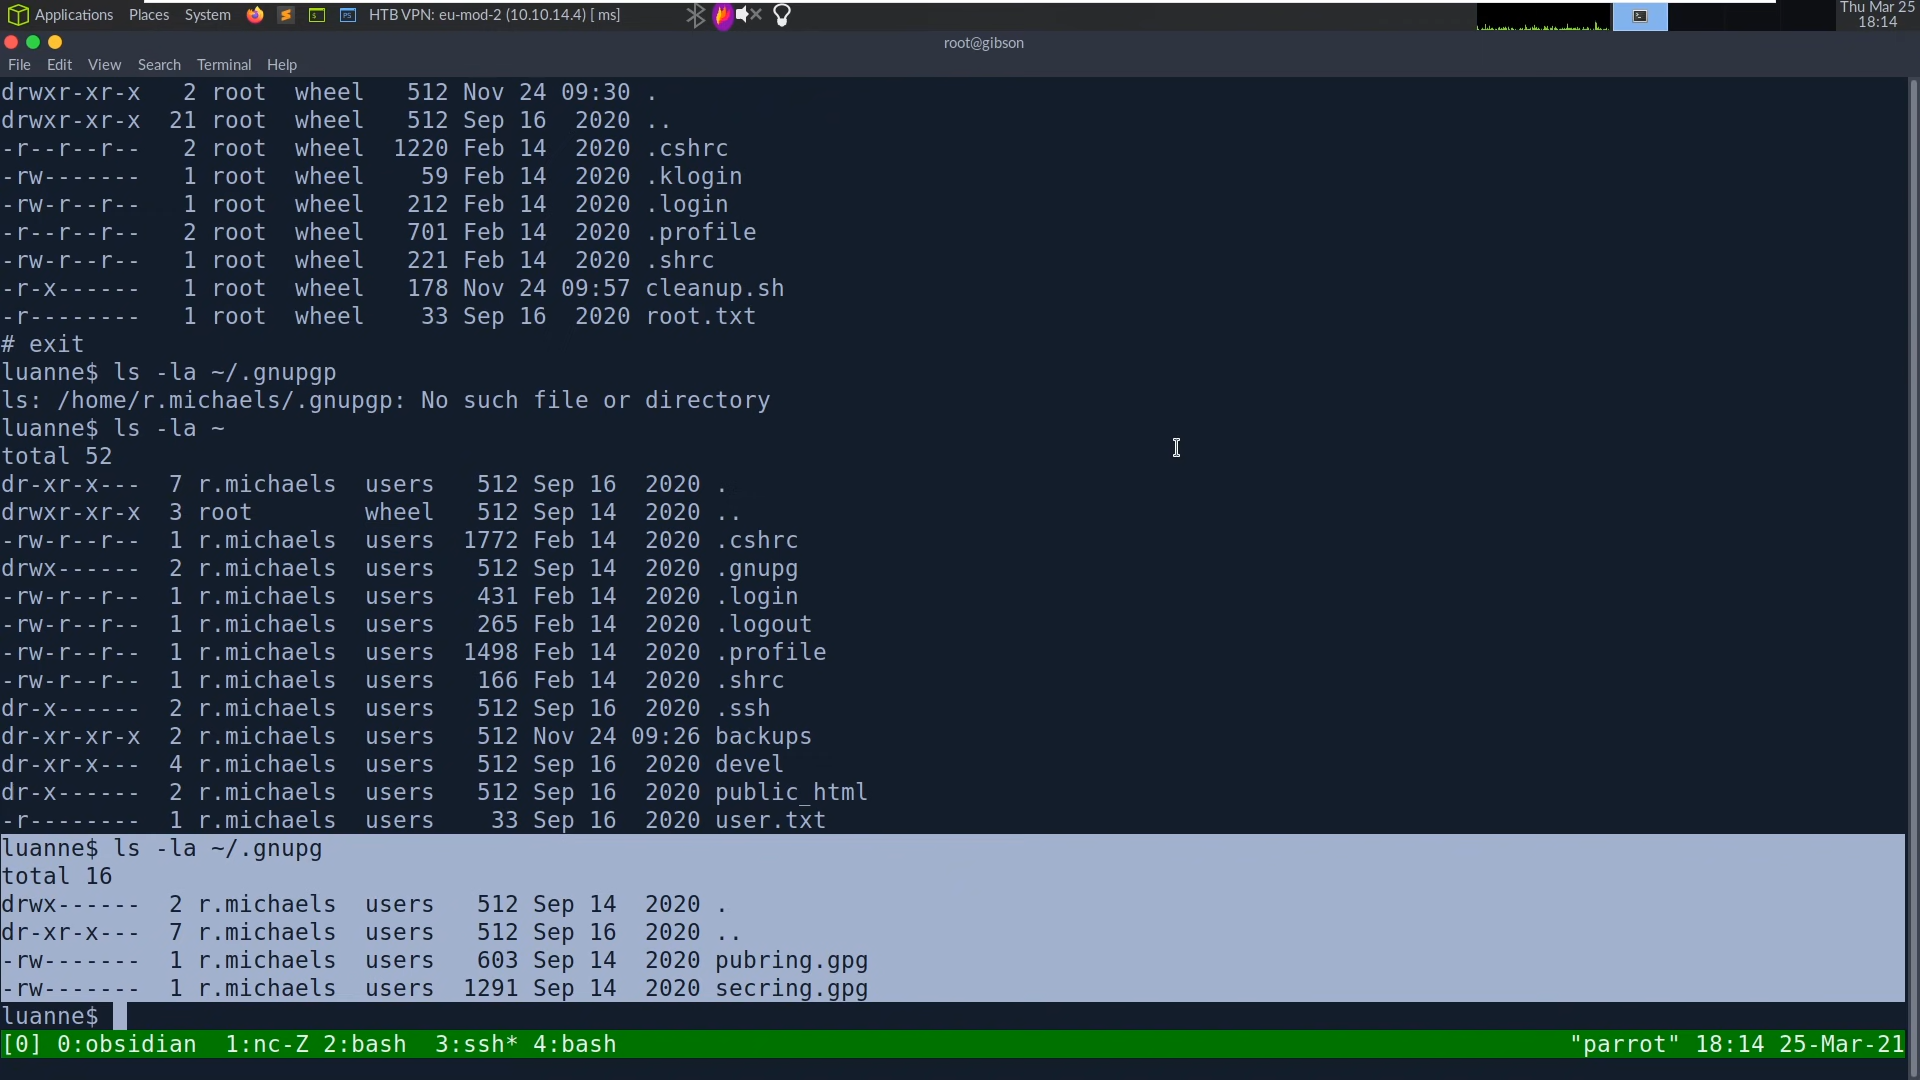 Applications Places System HTB VPN: eu-mod-2 (10.10.14.4) [ ms] Thu Mar 25
18:14
root@gibson
File Edit View Search Terminal Help
drwxr-xr-x   2 root  wheel   512 Nov 24 09:30 .
drwxr-xr-x  21 root  wheel   512 Sep 16  2020 ..
-r--r--r--   2 root  wheel  1220 Feb 14  2020 .cshrc
-rw-------   1 root  wheel    59 Feb 14  2020 .klogin
-rw-r--r--   1 root  wheel   212 Feb 14  2020 .login
-r--r--r--   2 root  wheel   701 Feb 14  2020 .profile
-rw-r--r--   1 root  wheel   221 Feb 14  2020 .shrc
-r-x------   1 root  wheel   178 Nov 24 09:57 cleanup.sh
-r--------   1 root  wheel    33 Sep 16  2020 root.txt
# exit
luanne$ ls -la ~/.gnupgp
ls: /home/r.michaels/.gnupgp: No such file or directory
luanne$ ls -la ~
total 52
dr-xr-x---  7 r.michaels  users   512 Sep 16  2020 .
drwxr-xr-x  3 root        wheel   512 Sep 14  2020 ..
-rw-r--r--  1 r.michaels  users  1772 Feb 14  2020 .cshrc
drwx------  2 r.michaels  users   512 Sep 14  2020 .gnupg
-rw-r--r--  1 r.michaels  users   431 Feb 14  2020 .login
-rw-r--r--  1 r.michaels  users   265 Feb 14  2020 .logout
-rw-r--r--  1 r.michaels  users  1498 Feb 14  2020 .profile
-rw-r--r--  1 r.michaels  users   166 Feb 14  2020 .shrc
dr-x------  2 r.michaels  users   512 Sep 16  2020 .ssh
dr-xr-xr-x  2 r.michaels  users   512 Nov 24 09:26 backups
dr-xr-x---  4 r.michaels  users   512 Sep 16  2020 devel
dr-x------  2 r.michaels  users   512 Sep 16  2020 public_html
-r--------  1 r.michaels  users    33 Sep 16  2020 user.txt
luanne$ ls -la ~/.gnupg
total 16
drwx------  2 r.michaels  users   512 Sep 14  2020 .
dr-xr-x---  7 r.michaels  users   512 Sep 16  2020 ..
-rw-------  1 r.michaels  users   603 Sep 14  2020 pubring.gpg
-rw-------  1 r.michaels  users  1291 Sep 14  2020 secring.gpg
luanne$
[0] 0:obsidian  1:nc-Z 2:bash  3:ssh* 4:bash "parrot" 18:14 25-Mar-21